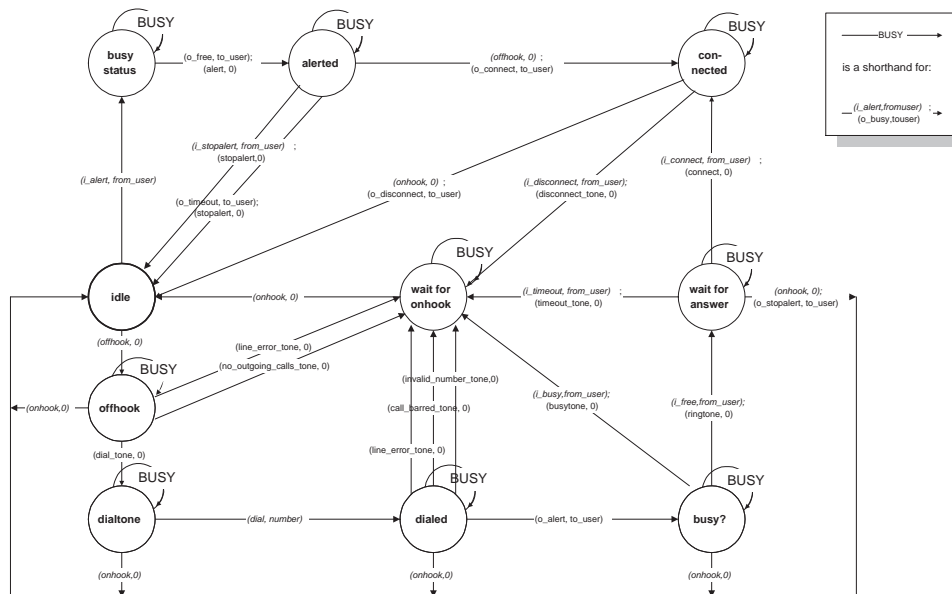 BUSY
BUSY
BUSY
busy
status
(o_free, to_user);
(alert, 0)
alerted
(offhook, 0) ;
(o_connect, to_user)
con-
nected
BUSY
is a shorthand for:
(i_alert,fromuser) ;
(o_busy,touser)
(i_stopalert, from_user) ;
(stopalert,0)
(i_connect, from_user) ;
(connect, 0)
(i_alert, from_user)
(onhook, 0) ;
(o_disconnect, to_user)
(i_disconnect, from_user);
(disconnect_tone, 0)
(o_timeout, to_user);
(stopalert, 0)
BUSY
BUSY
idle
(onhook, 0)
wait for
onhook
(i_timeout, from_user) ;
(timeout_tone, 0)
wait for
answer
(onhook, 0);
(o_stopalert, to_user)
(offhook, 0)
(line_error_tone, 0)
BUSY
(no_outgoing_calls_tone, 0)
(invalid_number_tone,0)
(onhook,0)
offhook
(call_barred_tone, 0)
(i_busy,from_user);
(busytone, 0)
(i_free,from_user);
(ringtone, 0)
(dial_tone, 0)
(line_error_tone, 0)
BUSY
BUSY
BUSY
dialtone
(dial, number)
dialed
(o_alert, to_user)
busy?
(onhook,0)
(onhook,0)
(onhook,0)